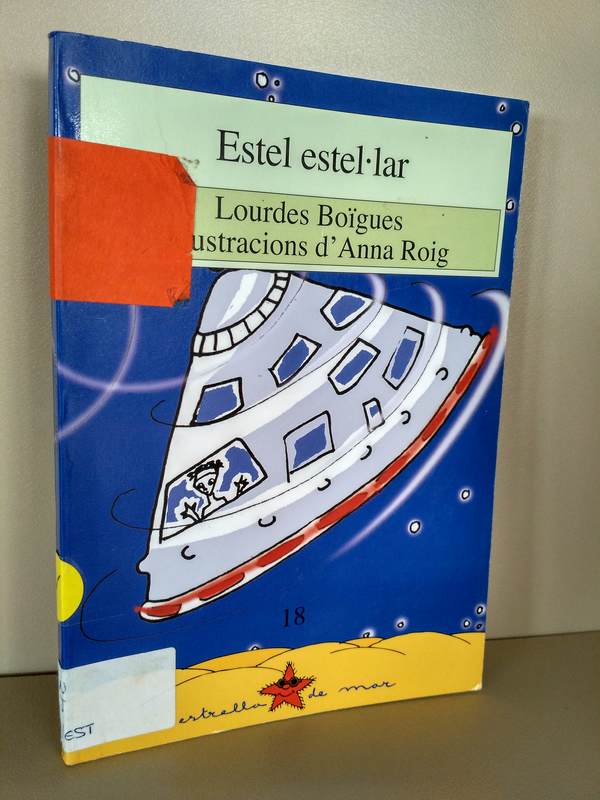 Estel estel·lar
Lourdes Boïgues
ustracions d'Anna Roig
18
estrella de mar
EST